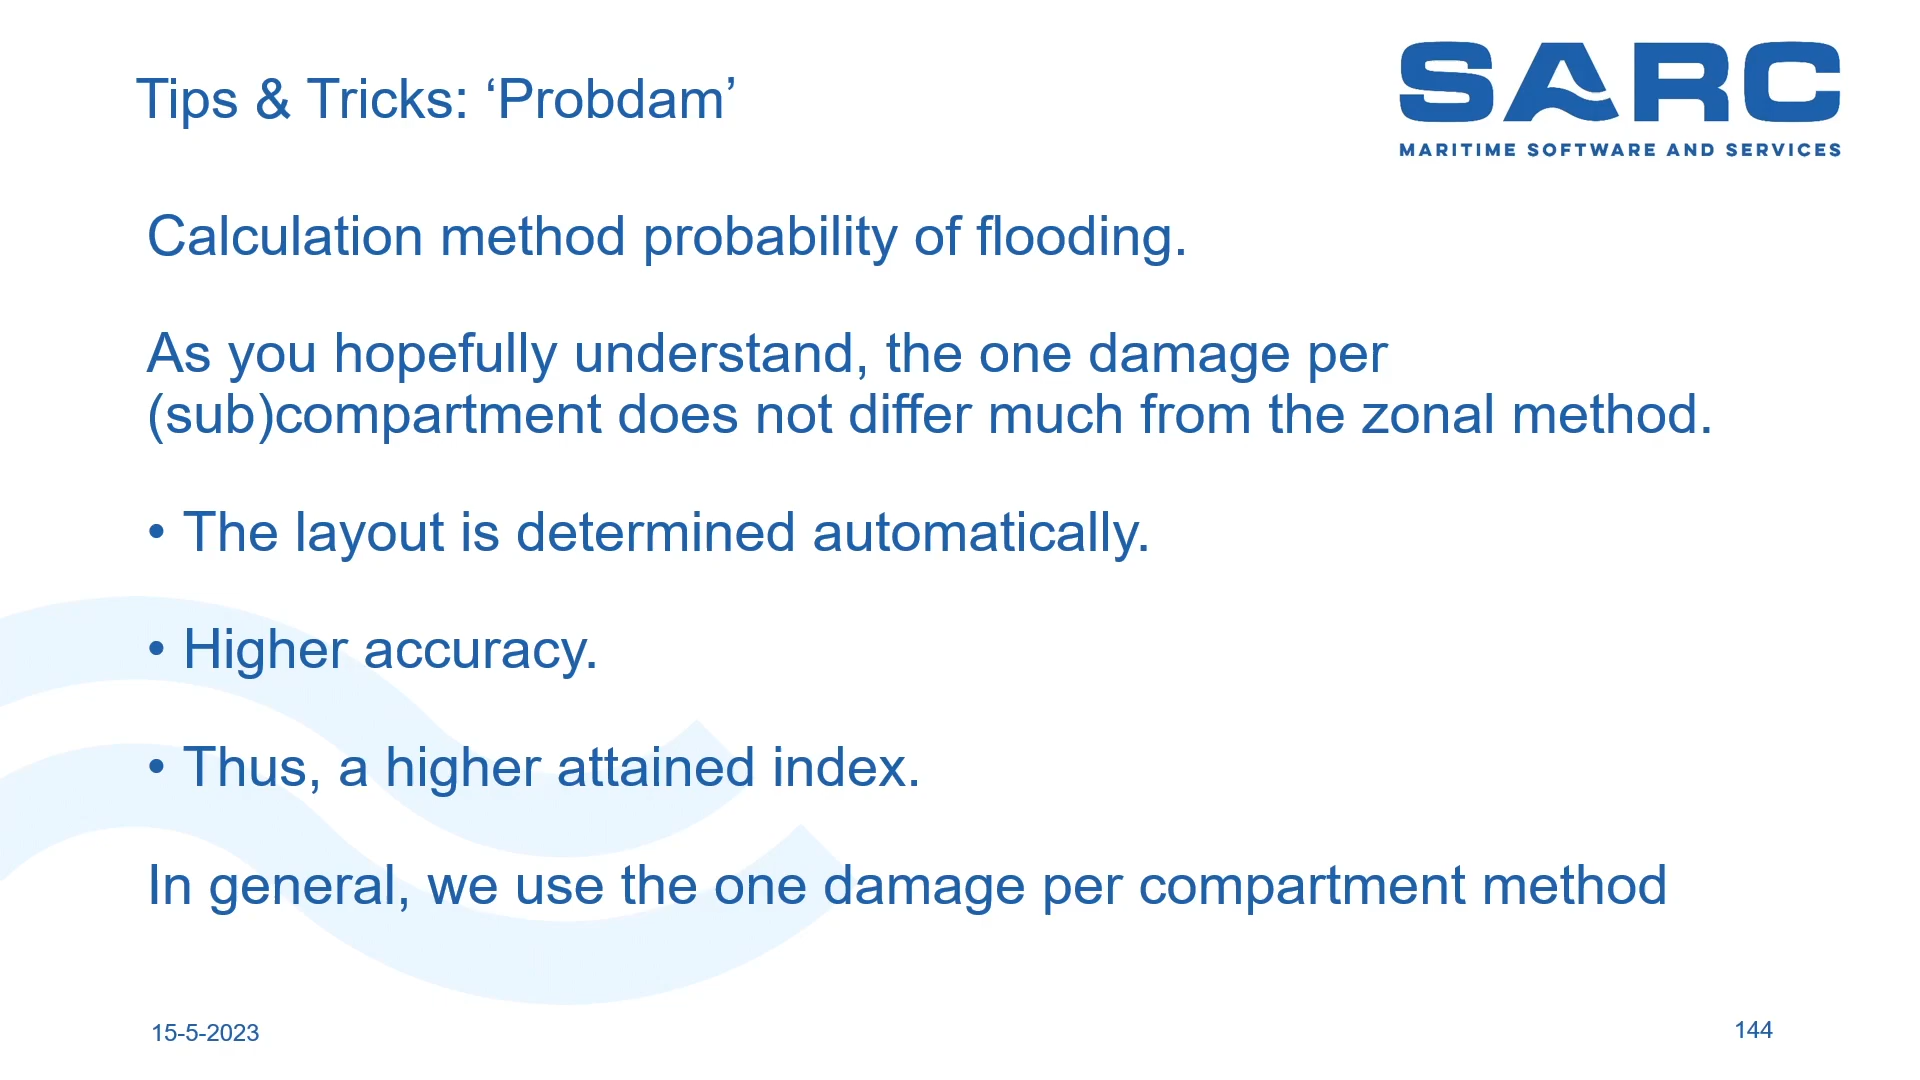 Tips & Tricks: ‘Probdam’
SARC
MARITIME SOFTWARE AND SERVICES
Calculation method probability of flooding.
As you hopefully understand, the one damage per
(sub)compartment does not differ much from the zonal method.
• The layout is determined automatically.
• Higher accuracy.
• Thus, a higher attained index.
In general, we use the one damage per compartment method
15-5-2023
144